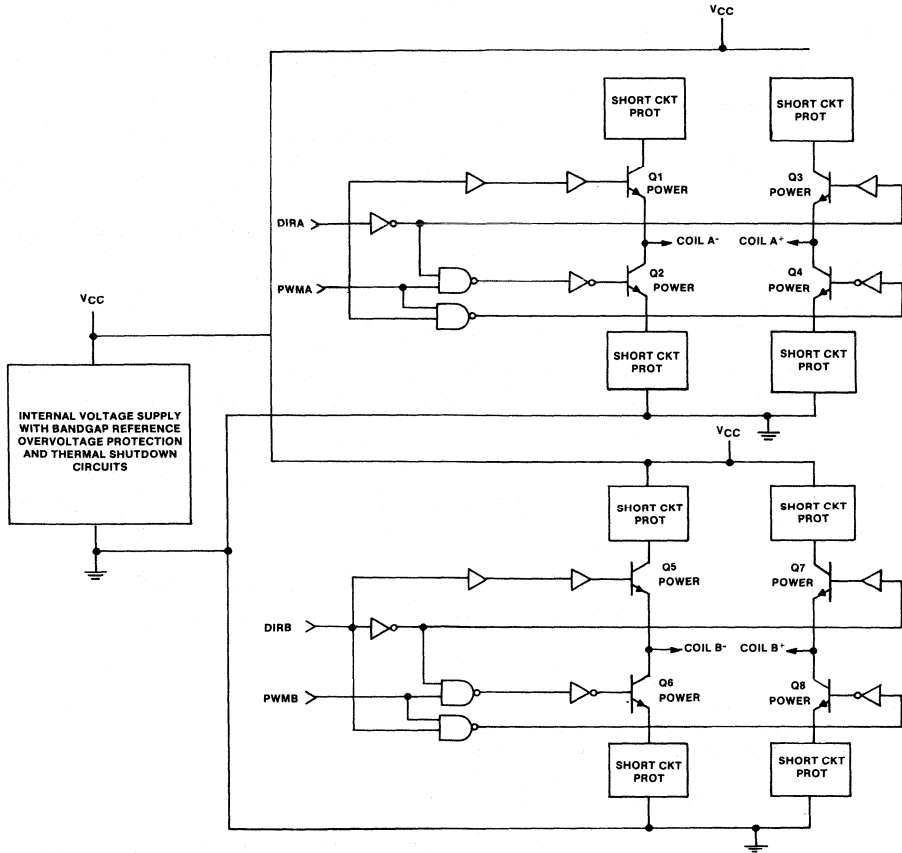 VCC
SHORT CKT
PROT
SHORT CKT
PROT
Q1
POWER
Q3
POWER
DIRA
COIL A-
COIL A+
PWMA
Q2
POWER
Q4
POWER
VCC
SHORT CKT
PROT
SHORT CKT
PROT
INTERNAL VOLTAGE SUPPLY
WITH BANDGAP REFERENCE
OVERVOLTAGE PROTECTION
AND THERMAL SHUTDOWN
CIRCUITS
VCC
SHORT CKT
PROT
SHORT CKT
PROT
Q5
POWER
Q7
POWER
DIRB
COIL B-
COIL B+
PWMB
Q6
POWER
Q8
POWER
SHORT CKT
PROT
SHORT CKT
PROT